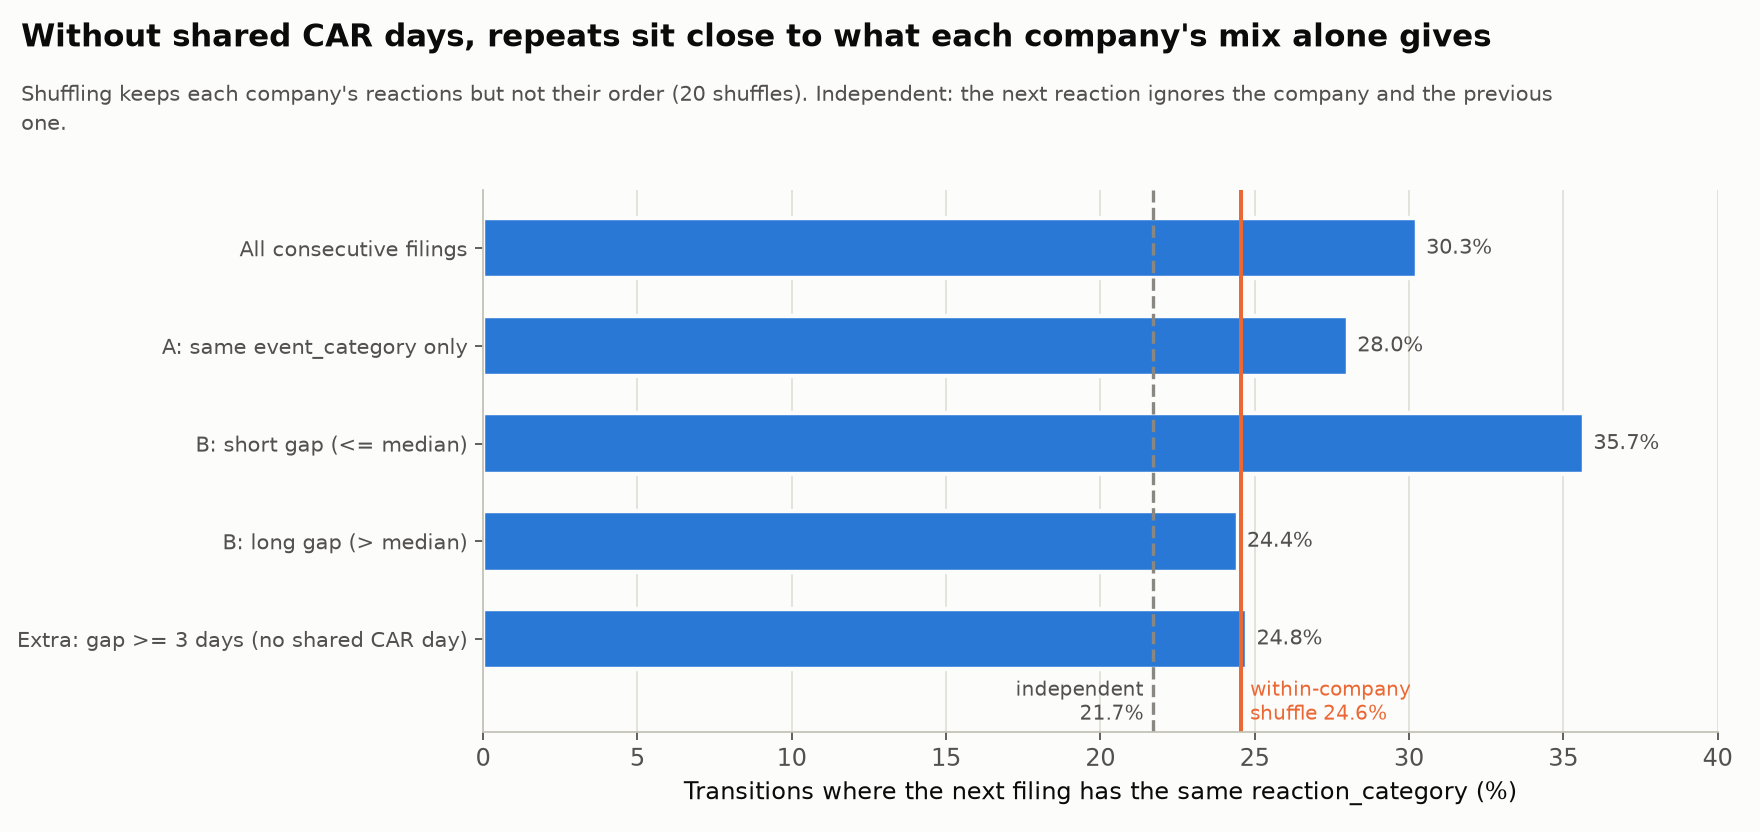 Without shared CAR days, repeats sit close to what each company's mix alone gives
Shuffling keeps each company's reactions but not their order (20 shuffles). Independent: the next reaction ignores the company and the previous
one.
All consecutive filings
30.3%
A: same event_category only
28.0%
B: short gap (<= median)
35.7%
B: long gap (> median)
24.4%
Extra: gap >= 3 days (no shared CAR day)
24.8%
independent
21.7%
within-company
shuffle 24.6%
0 5 10 15 20 25 30 35 40
Transitions where the next filing has the same reaction_category (%)